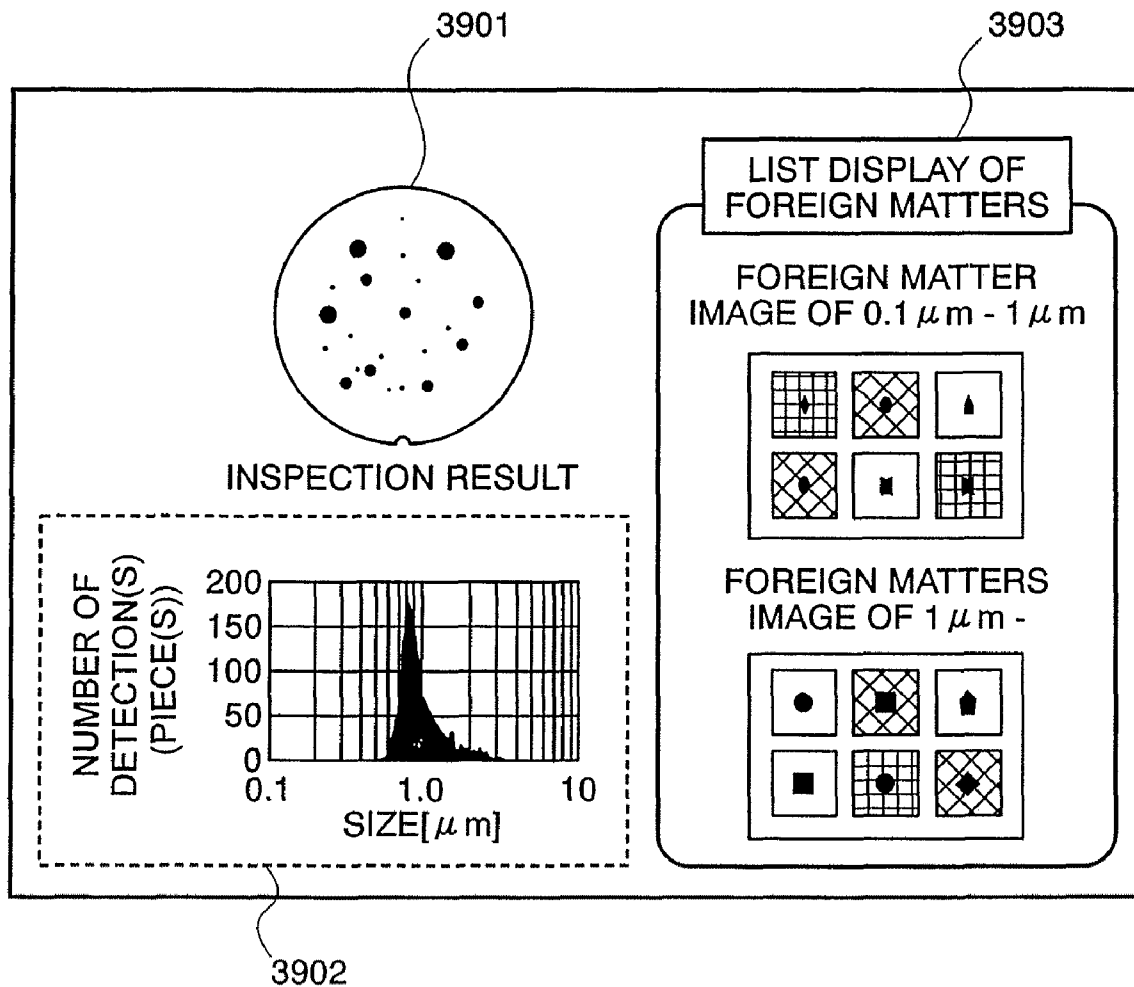 3901
3903
LIST DISPLAY OF
FOREIGN MATTERS
FOREIGN MATTER
IMAGE OF 0.1 μm - 1 μm
INSPECTION RESULT
NUMBER OF
DETECTION(S)
(PIECE(S))
200
150
100
50
0
0.1
1.0
10
SIZE[μm]
FOREIGN MATTERS
IMAGE OF 1 μm -
3902